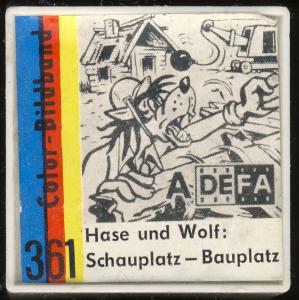 Color-Bildband
A DEFA
361
Hase und Wolf:
Schauplatz – Bauplatz